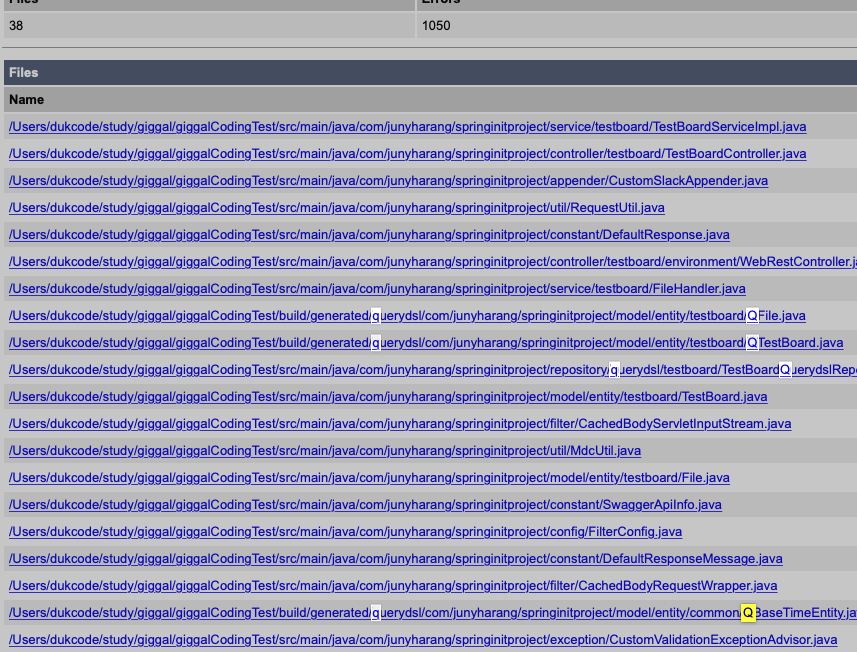 Files Errors
38 1050
Files
Name
/Users/dukcode/study/giggal/giggalCodingTest/src/main/java/com/junyharang/springinitproject/service/testboard/TestBoardServiceImpl.java
/Users/dukcode/study/giggal/giggalCodingTest/src/main/java/com/junyharang/springinitproject/controller/testboard/TestBoardController.java
/Users/dukcode/study/giggal/giggalCodingTest/src/main/java/com/junyharang/springinitproject/appender/CustomSlackAppender.java
/Users/dukcode/study/giggal/giggalCodingTest/src/main/java/com/junyharang/springinitproject/util/RequestUtil.java
/Users/dukcode/study/giggal/giggalCodingTest/src/main/java/com/junyharang/springinitproject/constant/DefaultResponse.java
/Users/dukcode/study/giggal/giggalCodingTest/src/main/java/com/junyharang/springinitproject/controller/testboard/environment/WebRestController.ja
/Users/dukcode/study/giggal/giggalCodingTest/src/main/java/com/junyharang/springinitproject/service/testboard/FileHandler.java
/Users/dukcode/study/giggal/giggalCodingTest/build/generated/querydsl/com/junyharang/springinitproject/model/entity/testboard/QFile.java
/Users/dukcode/study/giggal/giggalCodingTest/build/generated/querydsl/com/junyharang/springinitproject/model/entity/testboard/QTestBoard.java
/Users/dukcode/study/giggal/giggalCodingTest/src/main/java/com/junyharang/springinitproject/repository/querydsl/testboard/TestBoardQuerydslRepo
/Users/dukcode/study/giggal/giggalCodingTest/src/main/java/com/junyharang/springinitproject/model/entity/testboard/TestBoard.java
/Users/dukcode/study/giggal/giggalCodingTest/src/main/java/com/junyharang/springinitproject/filter/CachedBodyServletInputStream.java
/Users/dukcode/study/giggal/giggalCodingTest/src/main/java/com/junyharang/springinitproject/util/MdcUtil.java
/Users/dukcode/study/giggal/giggalCodingTest/src/main/java/com/junyharang/springinitproject/model/entity/testboard/File.java
/Users/dukcode/study/giggal/giggalCodingTest/src/main/java/com/junyharang/springinitproject/constant/SwaggerApiInfo.java
/Users/dukcode/study/giggal/giggalCodingTest/src/main/java/com/junyharang/springinitproject/config/FilterConfig.java
/Users/dukcode/study/giggal/giggalCodingTest/src/main/java/com/junyharang/springinitproject/constant/DefaultResponseMessage.java
/Users/dukcode/study/giggal/giggalCodingTest/src/main/java/com/junyharang/springinitproject/filter/CachedBodyRequestWrapper.java
/Users/dukcode/study/giggal/giggalCodingTest/build/generated/querydsl/com/junyharang/springinitproject/model/entity/common/QBaseTimeEntity.jav
/Users/dukcode/study/giggal/giggalCodingTest/src/main/java/com/junyharang/springinitproject/exception/CustomValidationExceptionAdvisor.java